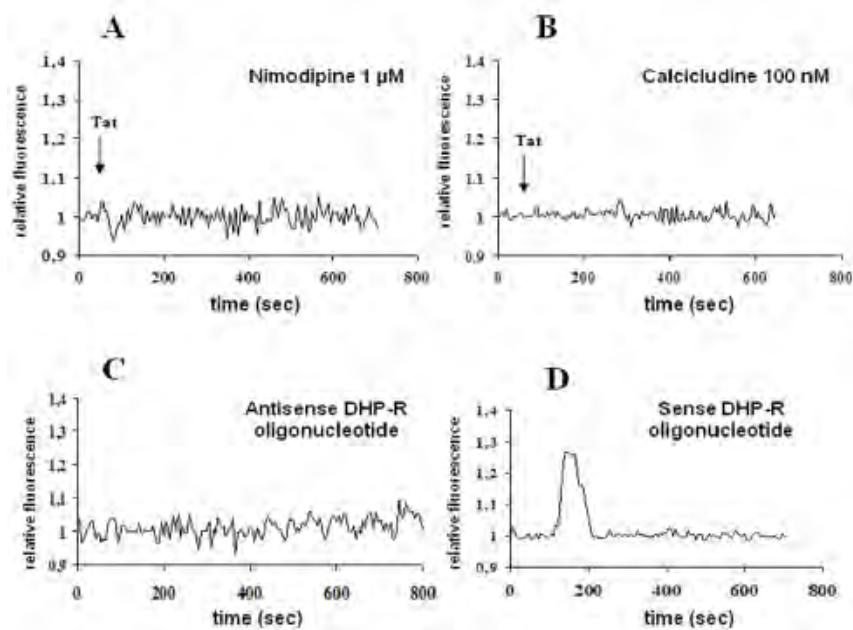 A
Nimodipine 1 µM
Tat
relative fluorescence
1,4
1,3
1,2
1,1
1
0,9
0 200 400 600 800
time (sec)
B
Calcicludine 100 nM
Tat
relative fluorescence
1,4
1,3
1,2
1,1
1
0,9
0 200 400 600 800
time (sec)
C
Antisense DHP-R
oligonucleotide
relative fluorescence
1,4
1,3
1,2
1,1
1
0,9
0 200 400 600 800
time (sec)
D
Sense DHP-R
oligonucleotide
relative fluorescence
1,4
1,3
1,2
1,1
1
0,9
0 200 400 600 800
time (sec)